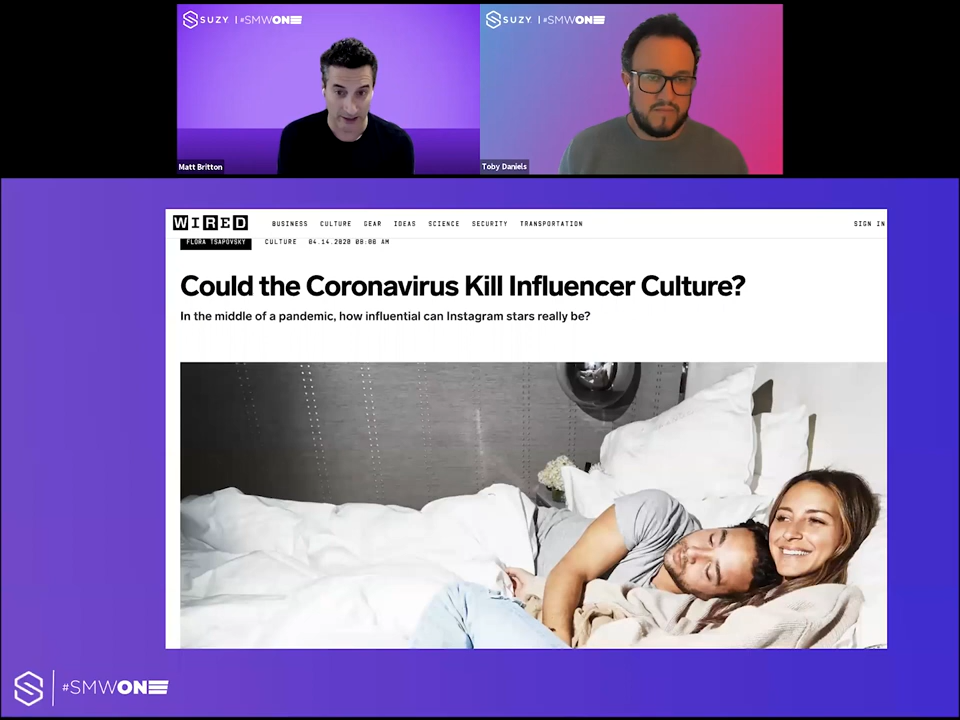 SUZY | #SMWONE
SUZY | #SMWONE
Matt Britton
Toby Daniels
WIRED
BUSINESS CULTURE GEAR IDEAS SCIENCE SECURITY TRANSPORTATION
SIGN IN
FLORA TSAPOVSKY CULTURE 04.14.2020 08:00 AM
Could the Coronavirus Kill Influencer Culture?
In the middle of a pandemic, how influential can Instagram stars really be?
#SMWONE